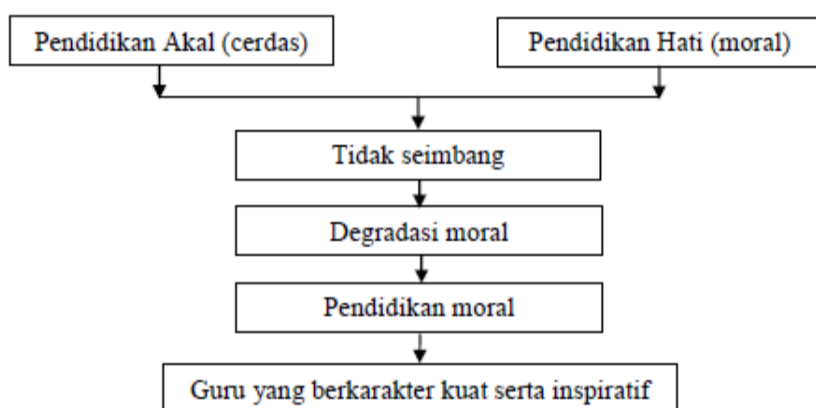 Pendidikan Akal (cerdas)
Pendidikan Hati (moral)
Tidak seimbang
Degradasi moral
Pendidikan moral
Guru yang berkarakter kuat serta inspiratif